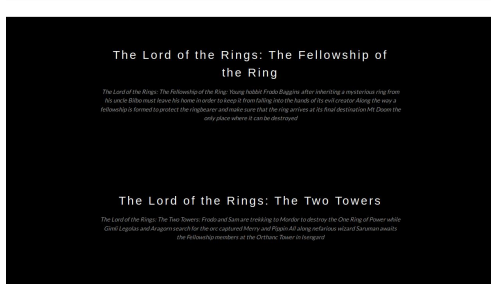 The Lord of the Rings: The Fellowship of
the Ring
The Lord of the Rings: The Fellowship of the Ring: Young hobbit Frodo Baggins after inheriting a mysterious ring from
his uncle Bilbo must leave his home in order to keep it from falling into the hands of its evil creator Along the way a
fellowship is formed to protect the ringbearer and make sure that the ring arrives at its final destination Mt Doom the
only place where it can be destroyed
The Lord of the Rings: The Two Towers
The Lord of the Rings: The Two Towers: Frodo and Sam are trekking to Mordor to destroy the One Ring of Power while
Gimli Legolas and Aragorn search for the orc captured Merry and Pippin All along nefarious wizard Saruman awaits
the Fellowship members at the Orthanc Tower in Isengard